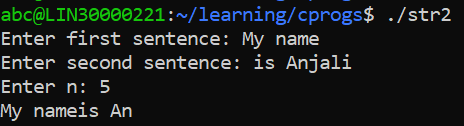 abc@LIN30000221:~/learning/cprogs$ ./str2
Enter first sentence: My name
Enter second sentence: is Anjali
Enter n: 5
My nameis An